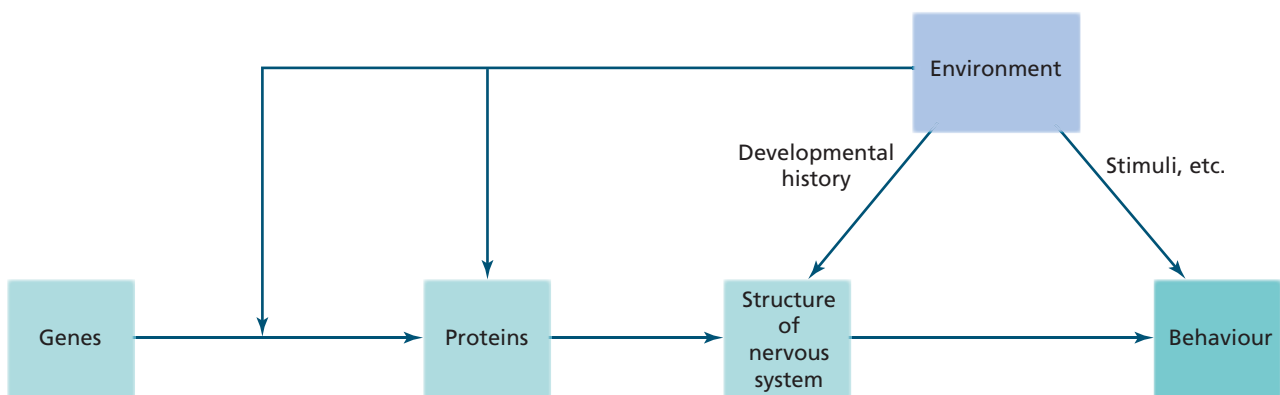 Environment
Developmental
history
Stimuli, etc.
Genes
Proteins
Structure
of
nervous
system
Behaviour